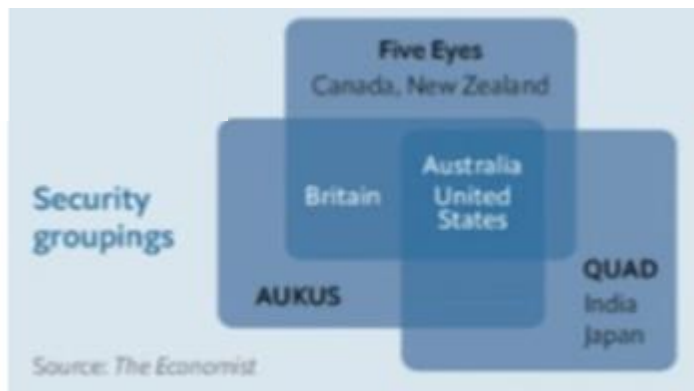 Five Eyes
Canada, New Zealand
Australia
Britain
United
States
Security
groupings
AUKUS
QUAD
India
Japan
Source: The Economist